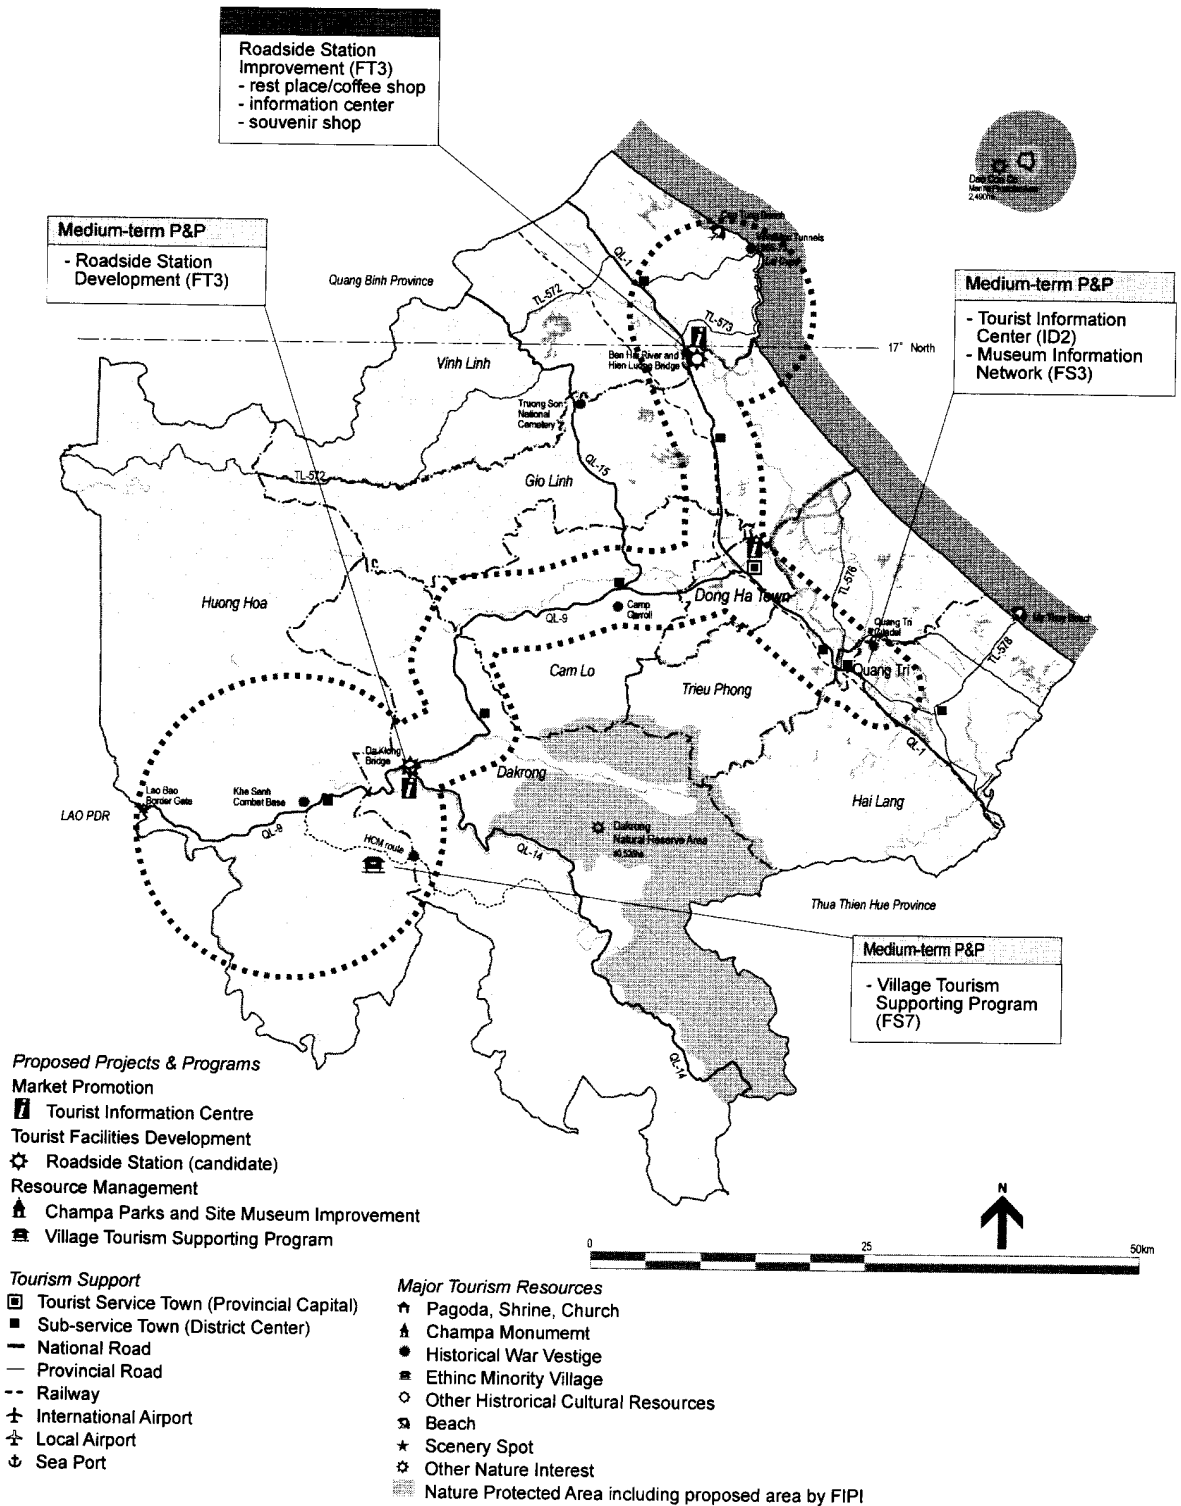 Roadside Station
Improvement (FT3)
- rest place/coffee shop
- information center
- souvenir shop
Medium-term P&P
- Roadside Station
Development (FT3)
Medium-term P&P
- Tourist Information
Center (ID2)
- Museum Information
Network (FS3)
Quang Binh Province
QL-1
TL-572
TL-573
17° North
Ben Hai River and
Hien Luong Bridge
Vinh Linh
Truong Son
National
Cemetery
TL-572
QL-15
Gio Linh
Huong Hoa
Dong Ha Town
TL-576
QL-9
Camp
Carroll
Quang Tri
Citadel
TL-578
My Thuy Beach
Cam Lo
Trieu Phong
Quang Tri
QL-1
Da Klong
Bridge
Dakrong
Lao Bao
Border Gate
Khe Sanh
Combat Base
LAO PDR
QL-9
HCM route
QL-14
Dakrong
Natural Reserve Area
Hai Lang
Thua Thien Hue Province
Medium-term P&P
- Village Tourism
Supporting Program
(FS7)
QL-14
Proposed Projects & Programs
Market Promotion
Tourist Information Centre
Tourist Facilities Development
Roadside Station (candidate)
Resource Management
Champa Parks and Site Museum Improvement
Village Tourism Supporting Program
N
0 25 50km
Tourism Support
Tourist Service Town (Provincial Capital)
Sub-service Town (District Center)
National Road
Provincial Road
Railway
International Airport
Local Airport
Sea Port
Major Tourism Resources
Pagoda, Shrine, Church
Champa Monumemt
Historical War Vestige
Ethinc Minority Village
Other Histrorical Cultural Resources
Beach
Scenery Spot
Other Nature Interest
Nature Protected Area including proposed area by FIPI